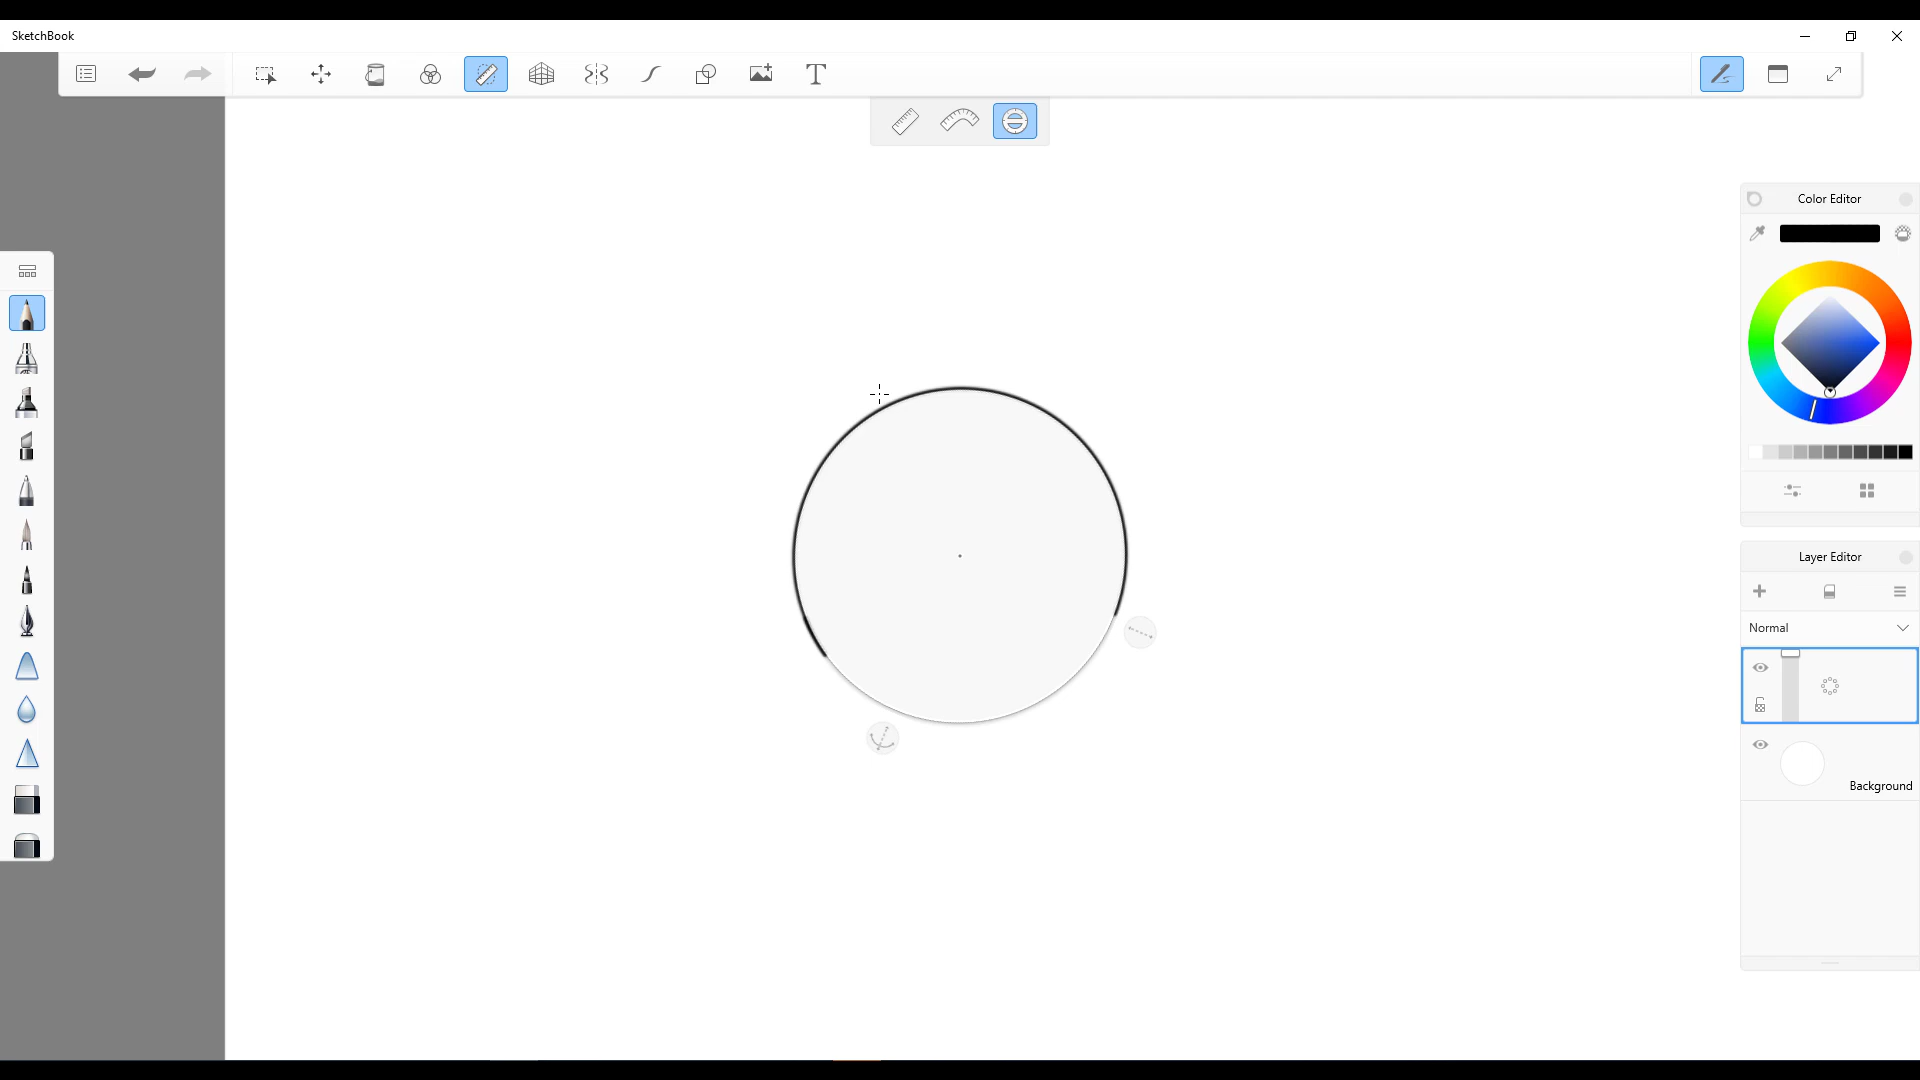 SketchBook
T
Color Editor
Layer Editor
Normal
Background